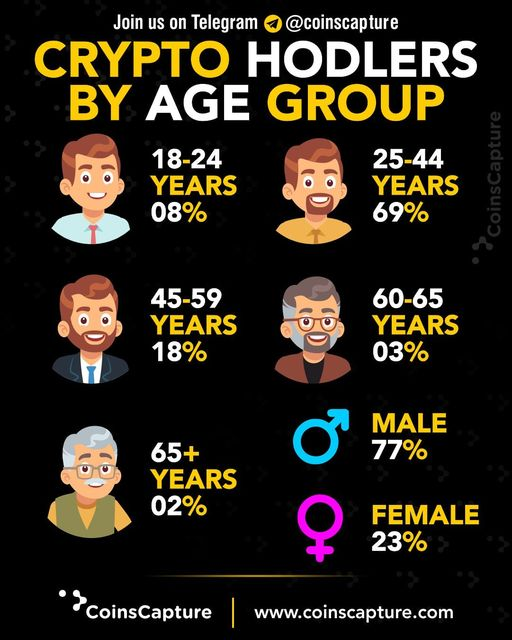 Join us on Telegram @coinscapture
CRYPTO HODLERS
BY AGE GROUP
18-24
YEARS
08%
25-44
YEARS
69%
45-59
YEARS
18%
60-65
YEARS
03%
65+
YEARS
02%
MALE
77%
FEMALE
23%
CoinsCapture
CoinsCapture
www.coinscapture.com